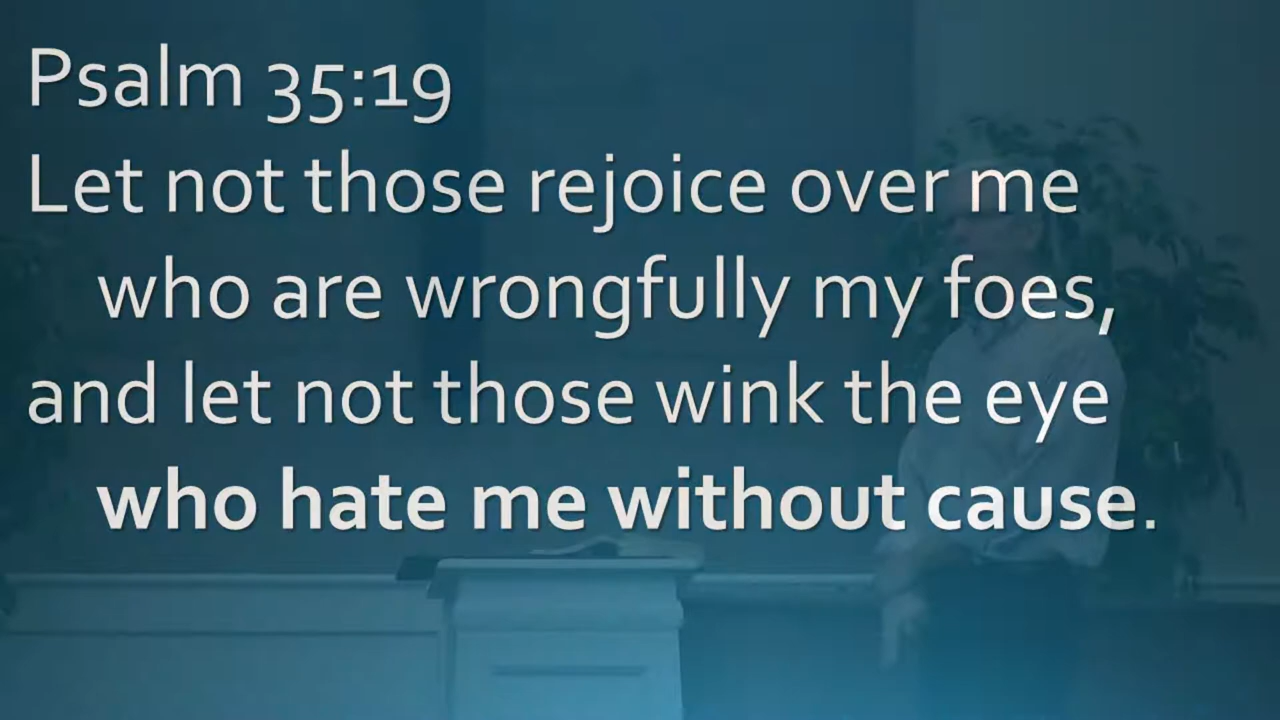 Psalm 35:19
Let not those rejoice over me
who are wrongfully my foes,
and let not those wink the eye
who hate me without cause.